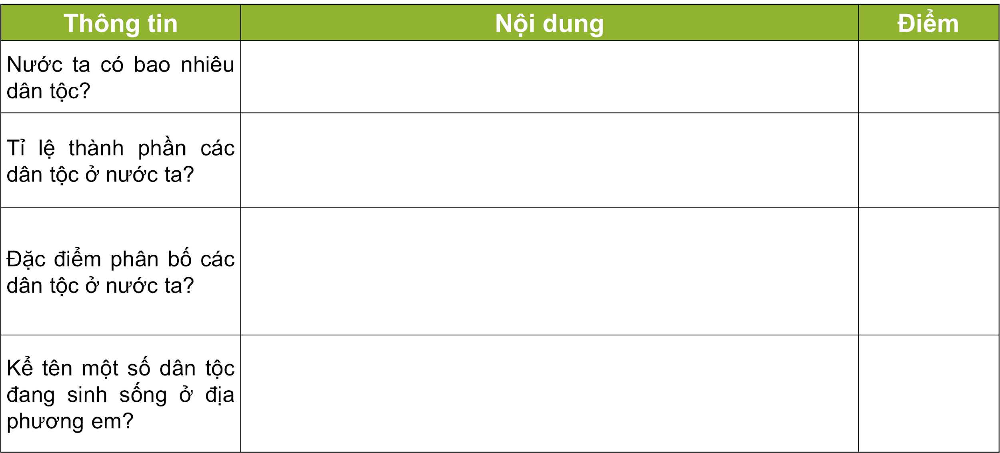 Thông tin
Nội dung
Điểm
Nước ta có bao nhiêu
dân tộc?
Tỉ lệ thành phần các
dân tộc ở nước ta?
Đặc điểm phân bố các
dân tộc ở nước ta?
Kể tên một số dân tộc
đang sinh sống ở địa
phương em?